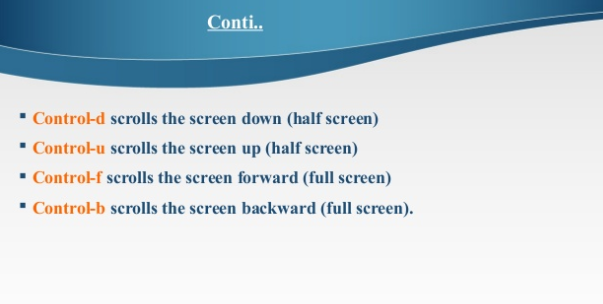 Conti..
▪ Control-d scrolls the screen down (half screen)
▪ Control-u scrolls the screen up (half screen)
▪ Control-f scrolls the screen forward (full screen)
▪ Control-b scrolls the screen backward (full screen).